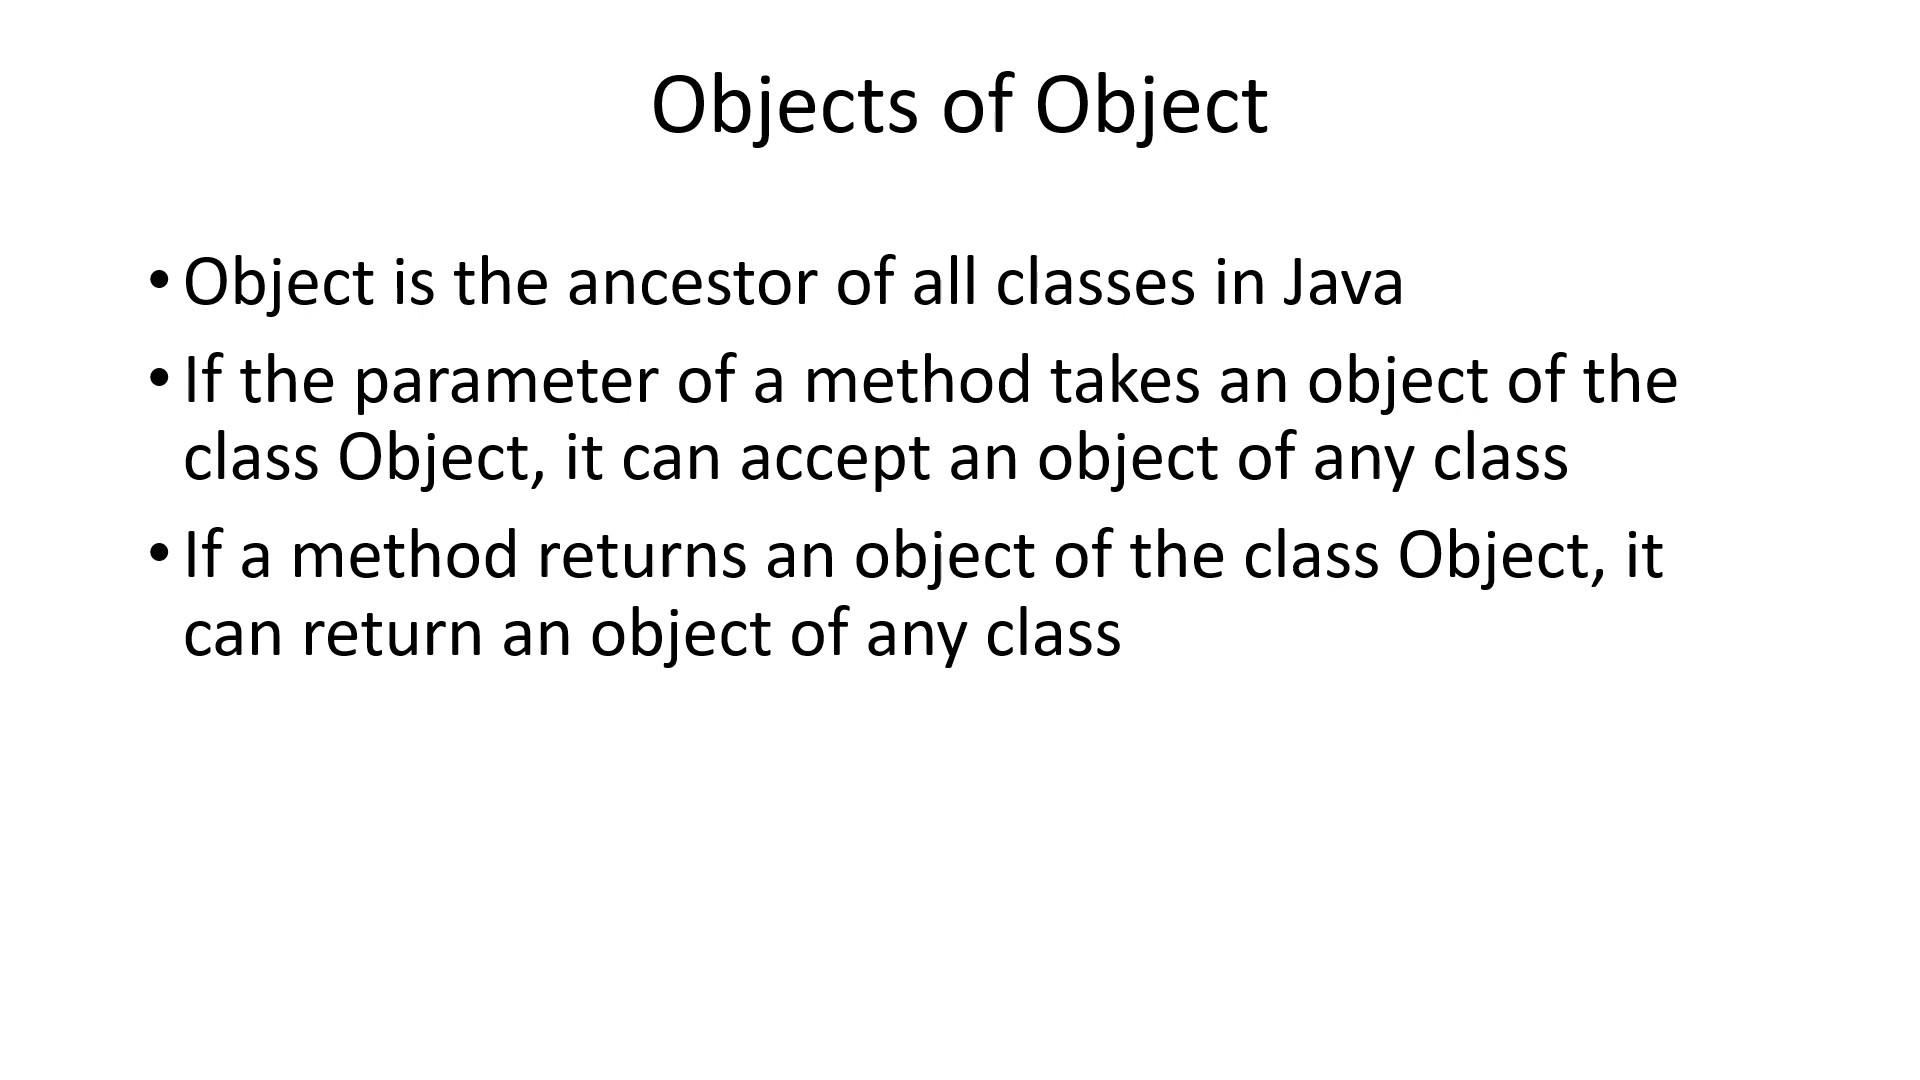 Objects of Object
• Object is the ancestor of all classes in Java
• If the parameter of a method takes an object of the
class Object, it can accept an object of any class
• If a method returns an object of the class Object, it
can return an object of any class